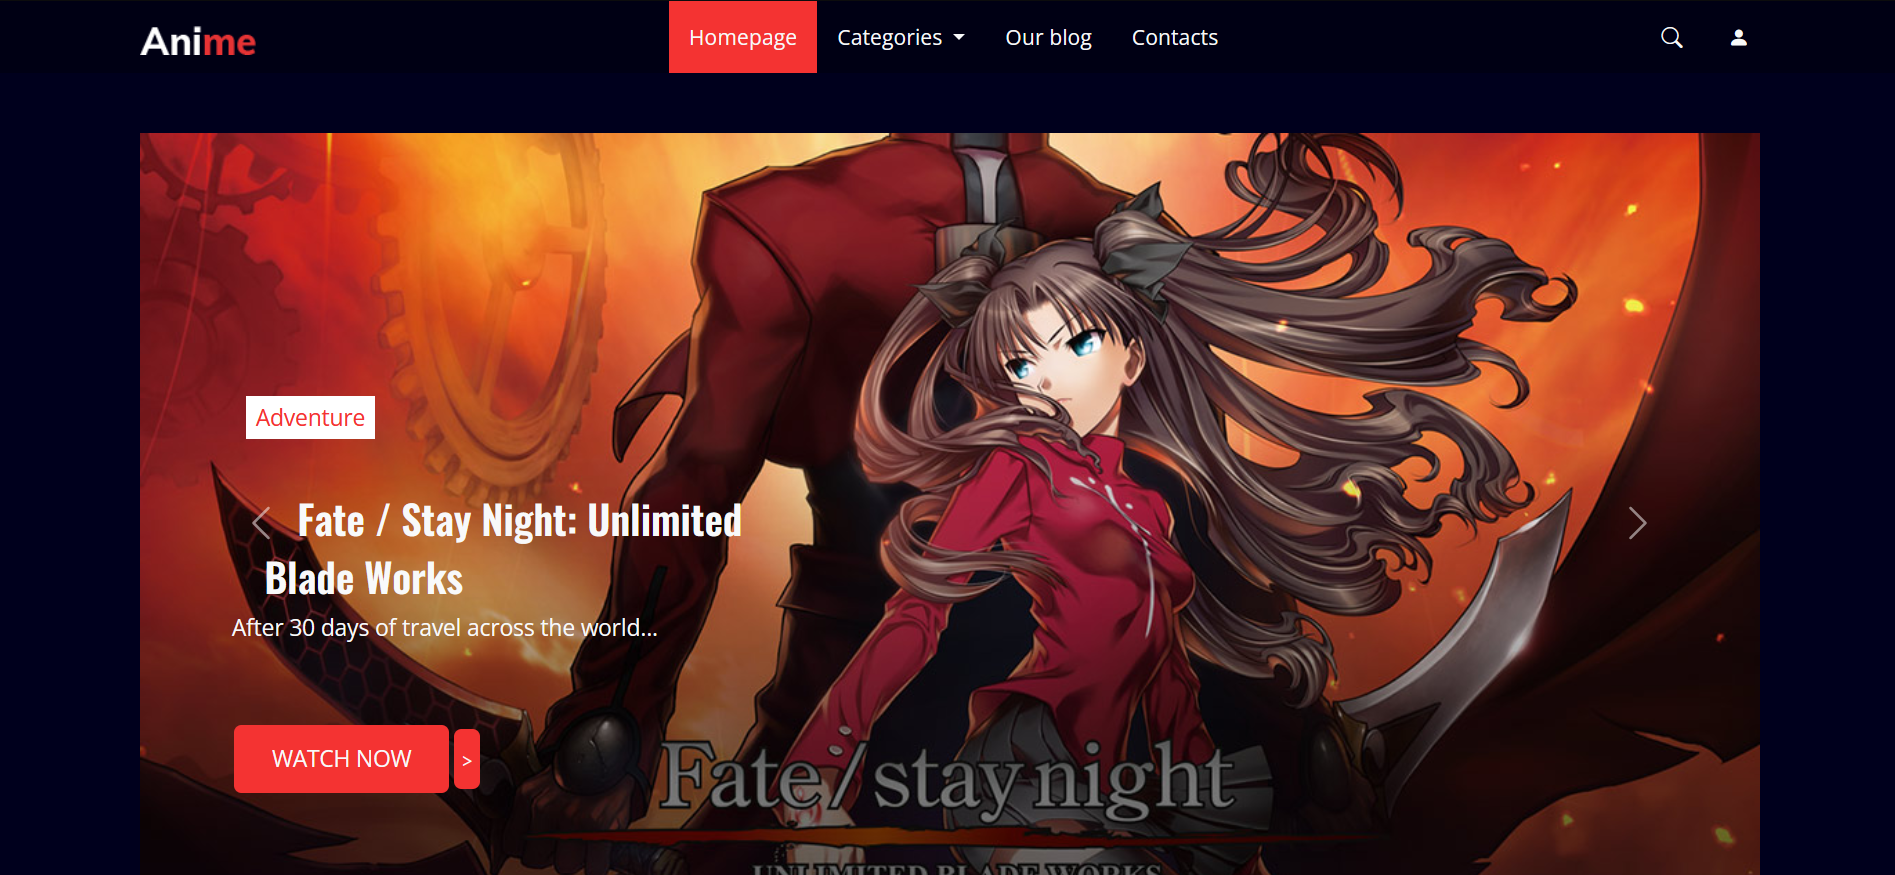 Anime
Homepage
Categories
Our blog
Contacts
Adventure
Fate / Stay Night: Unlimited
Blade Works
After 30 days of travel across the world...
WATCH NOW
>
Fate/stay night
UNLIMITED BLADE WORKS